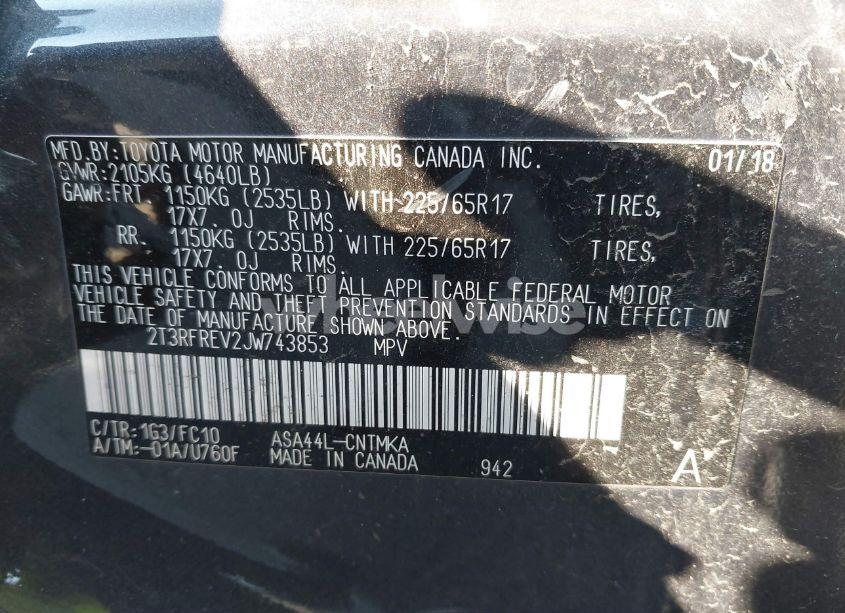 MFD.BY:TOYOTA MOTOR MANUFACTURING CANADA INC. 01/18
GVWR:2105KG (4640LB)
GAWR:FRT. 1150KG (2535LB) WITH 225/65R17 TIRES,
17X7.0J RIMS.
RR. 1150KG (2535LB) WITH 225/65R17 TIRES,
17X7.0J RIMS.
THIS VEHICLE CONFORMS TO ALL APPLICABLE FEDERAL MOTOR
VEHICLE SAFETY AND THEFT PREVENTION STANDARDS IN EFFECT ON
THE DATE OF MANUFACTURE SHOWN ABOVE.
2T3RFREV2JW743853 MPV
C/TR:1G3/FC10 ASA44L-CNTMKA
A/TM:-01A/U760F MADE IN CANADA 942 A